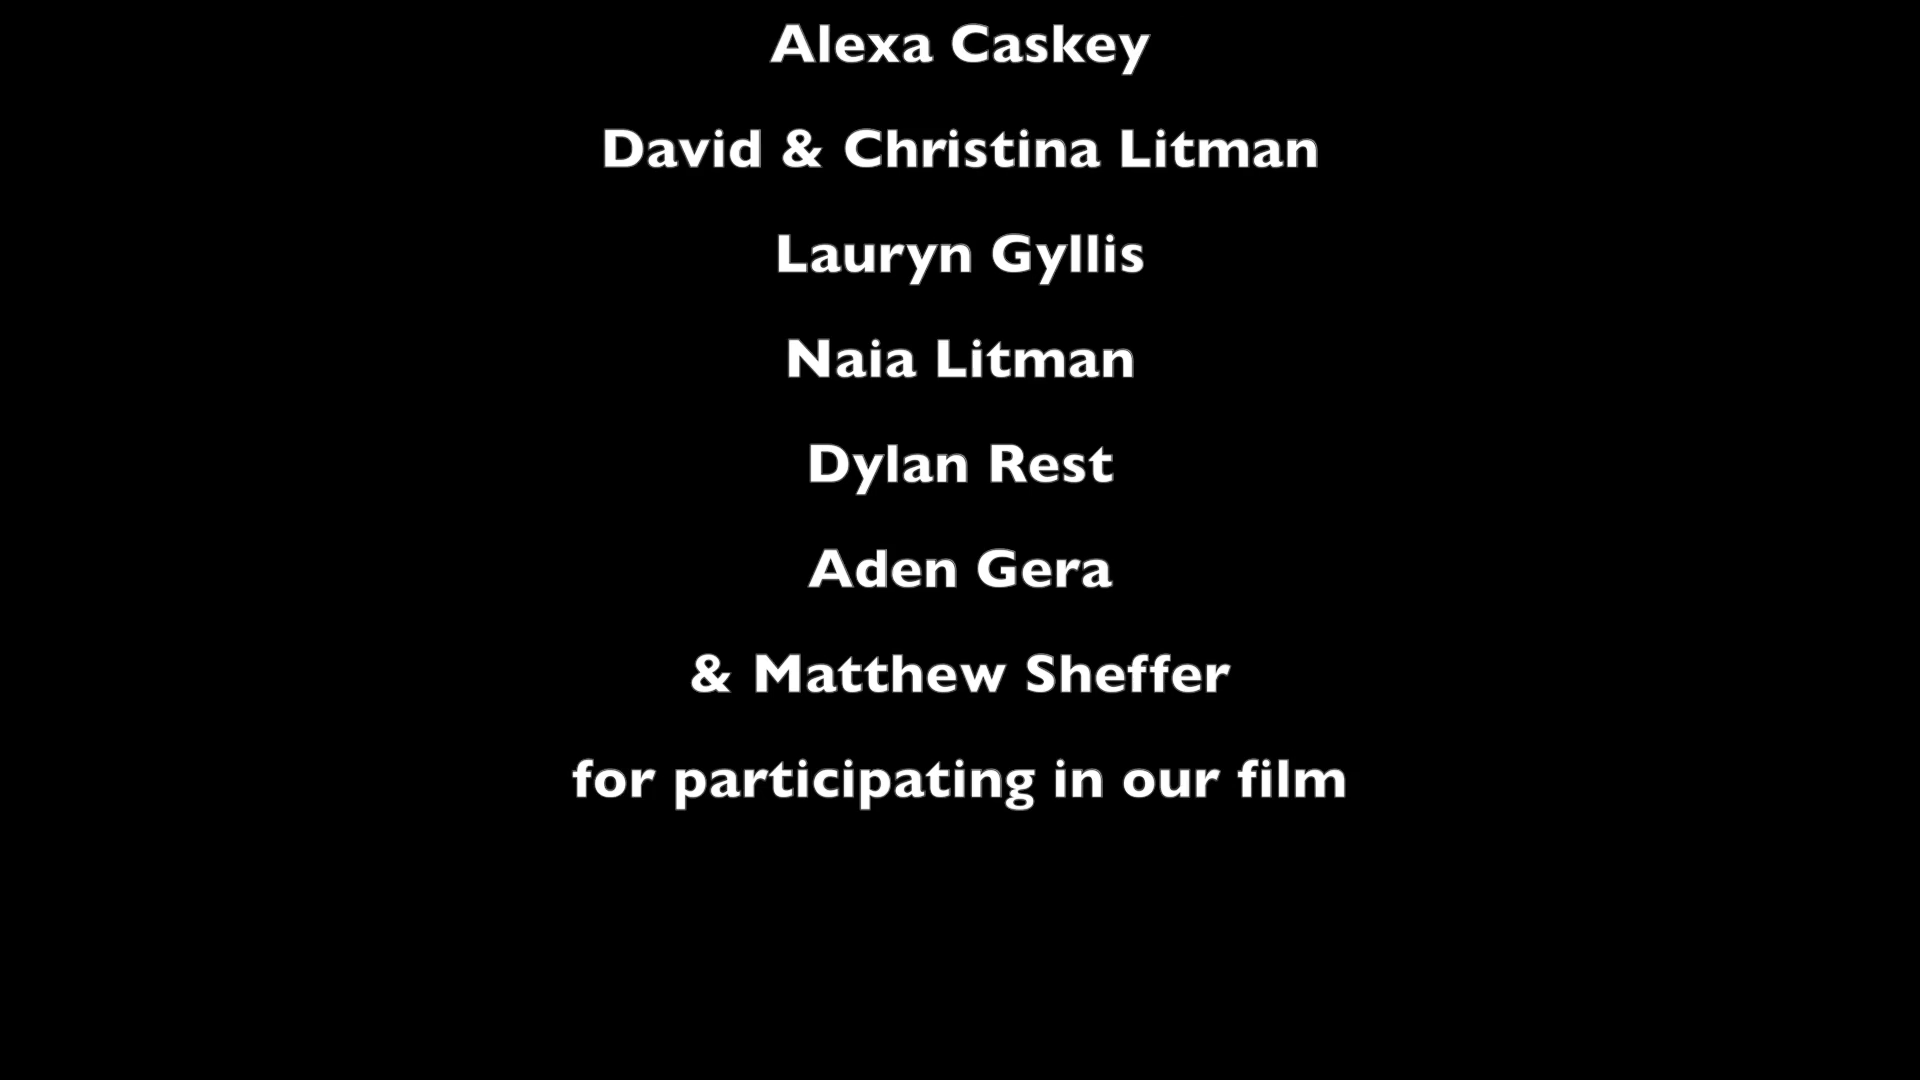 Alexa Caskey
David & Christina Litman
Lauryn Gyllis
Naia Litman
Dylan Rest
Aden Gera
& Matthew Sheffer
for participating in our film